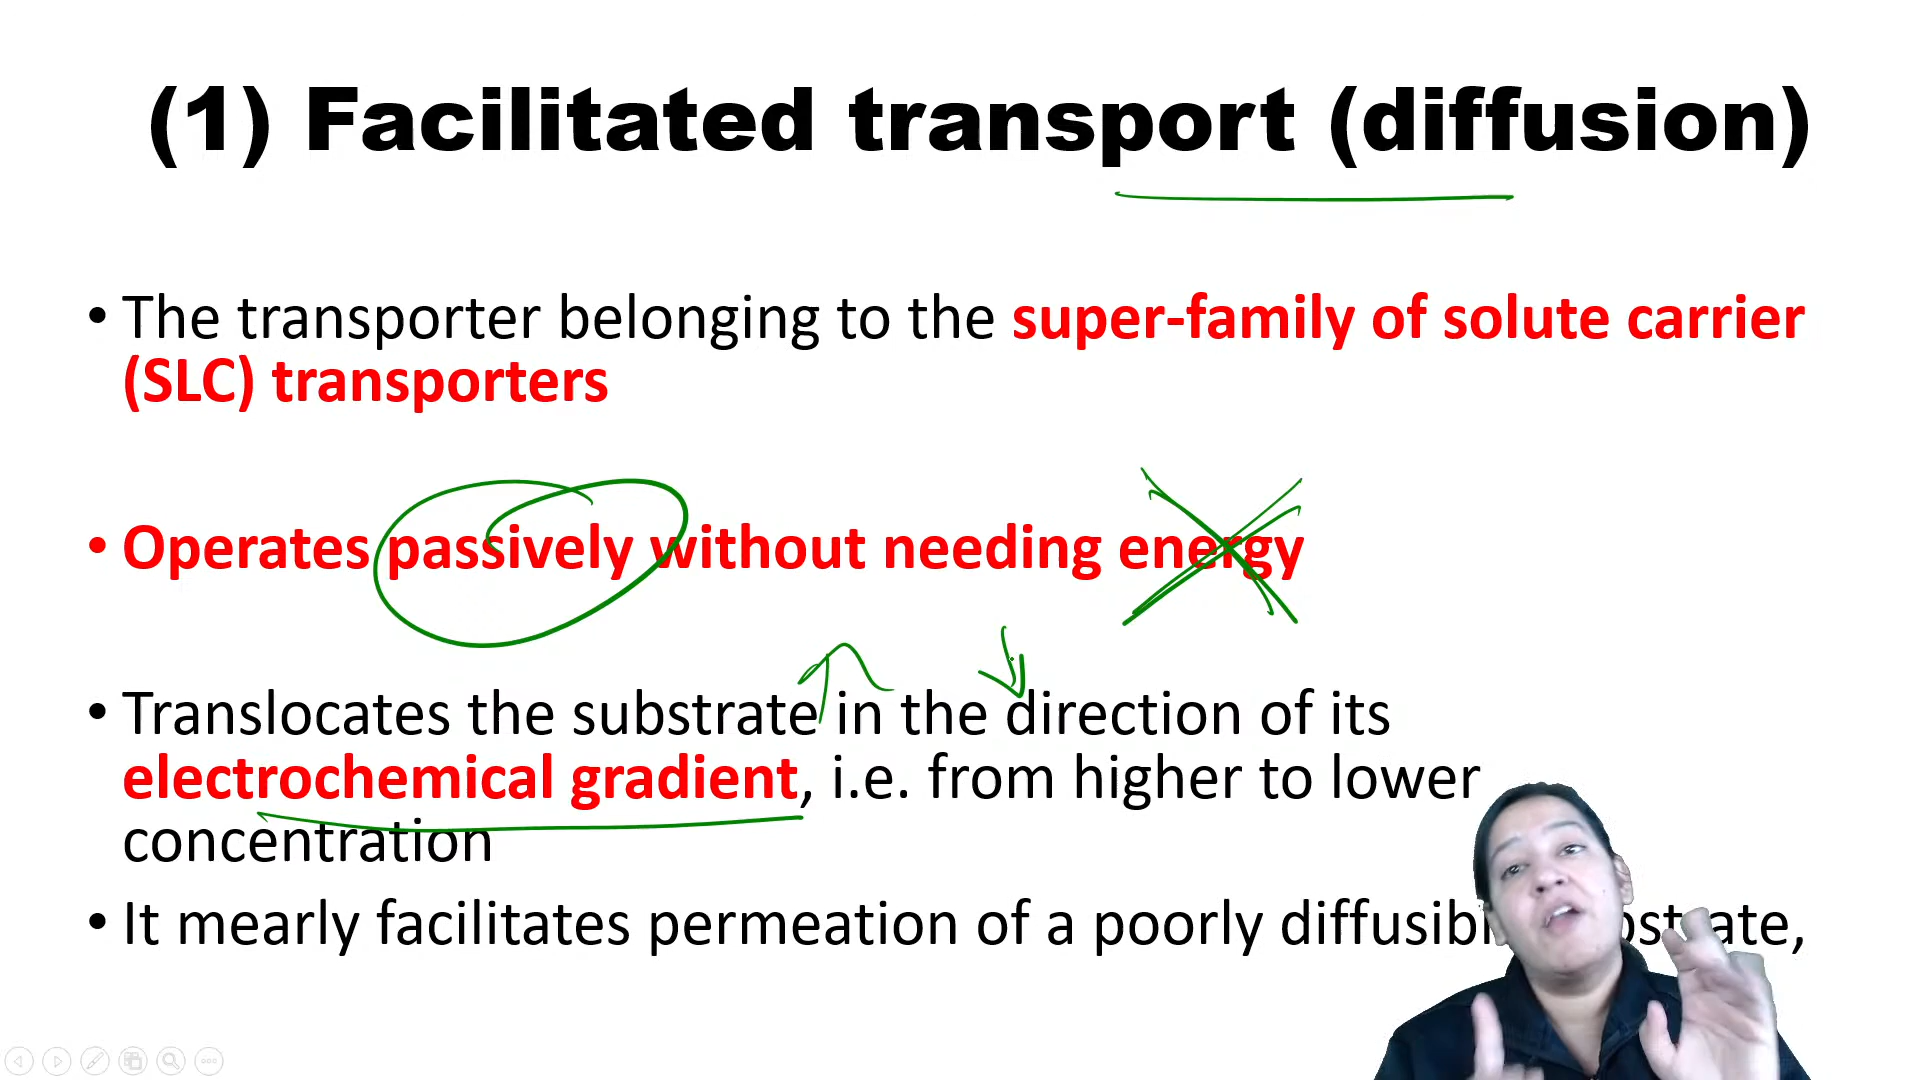 (1) Facilitated transport (diffusion)
• The transporter belonging to the super-family of solute carrier
(SLC) transporters
• Operates passively without needing energy
• Translocates the substrate in the direction of its
electrochemical gradient, i.e. from higher to lower
concentration
• It mearly facilitates permeation of a poorly